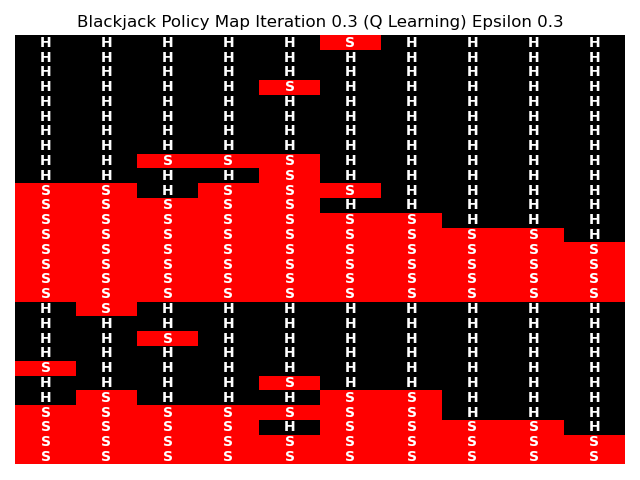 Blackjack Policy Map Iteration 0.3 (Q Learning) Epsilon 0.3
H H H H H S H H H H
H H H H H H H H H H
H H H H H H H H H H
H H H H S H H H H H
H H H H H H H H H H
H H H H H H H H H H
H H H H H H H H H H
H H H H H H H H H H
H H S S S H H H H H
H H H H S H H H H H
S S H S S S H H H H
S S S S S H H H H H
S S S S S S S H H H
S S S S S S S S S H
S S S S S S S S S S
S S S S S S S S S S
S S S S S S S S S S
S S S S S S S S S S
H S H H H H H H H H
H H H H H H H H H H
H H S H H H H H H H
H H H H H H H H H H
S H H H H H H H H H
H H H H S H H H H H
H S H H H S S H H H
S S S S S S S H H H
S S S S H S S S S H
S S S S S S S S S S
S S S S S S S S S S